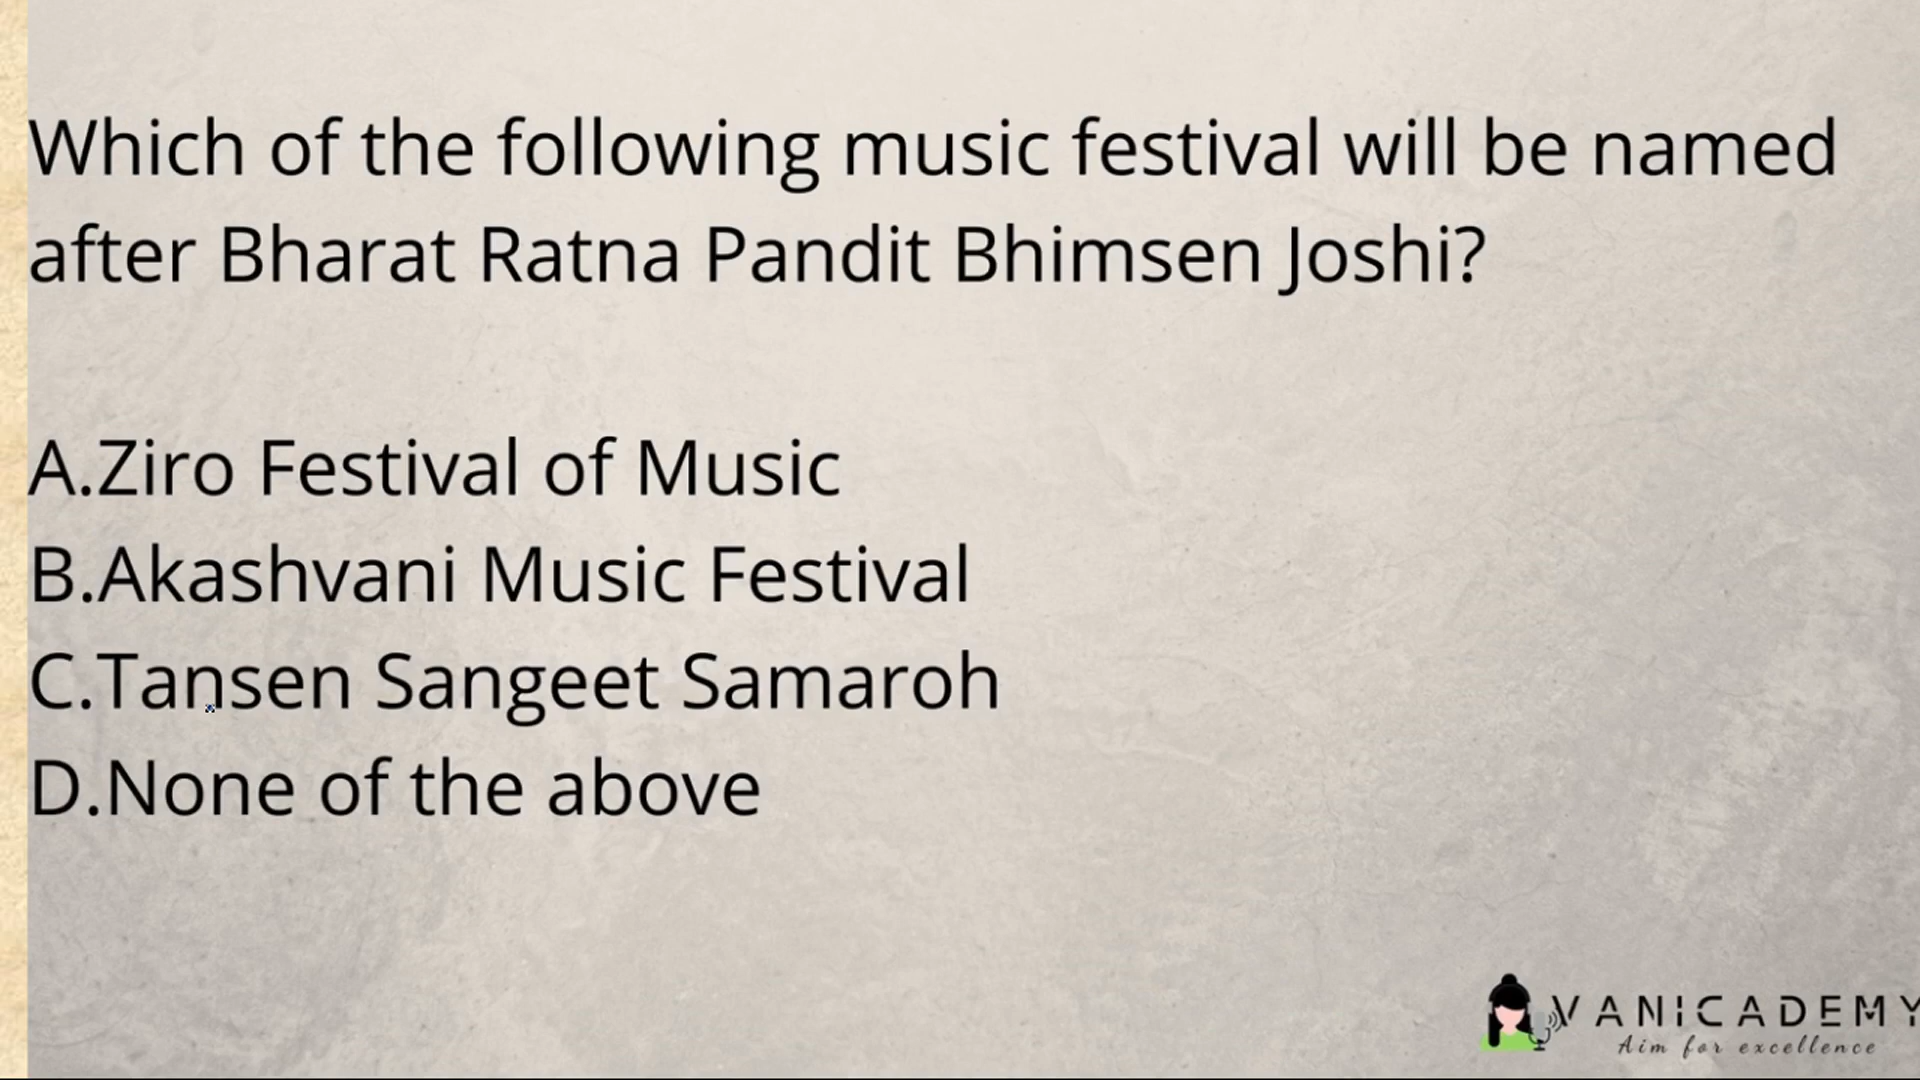 Which of the following music festival will be named
after Bharat Ratna Pandit Bhimsen Joshi?
A.Ziro Festival of Music
B.Akashvani Music Festival
C.Tansen Sangeet Samaroh
D.None of the above
VANICADEMY
Aim for excellence